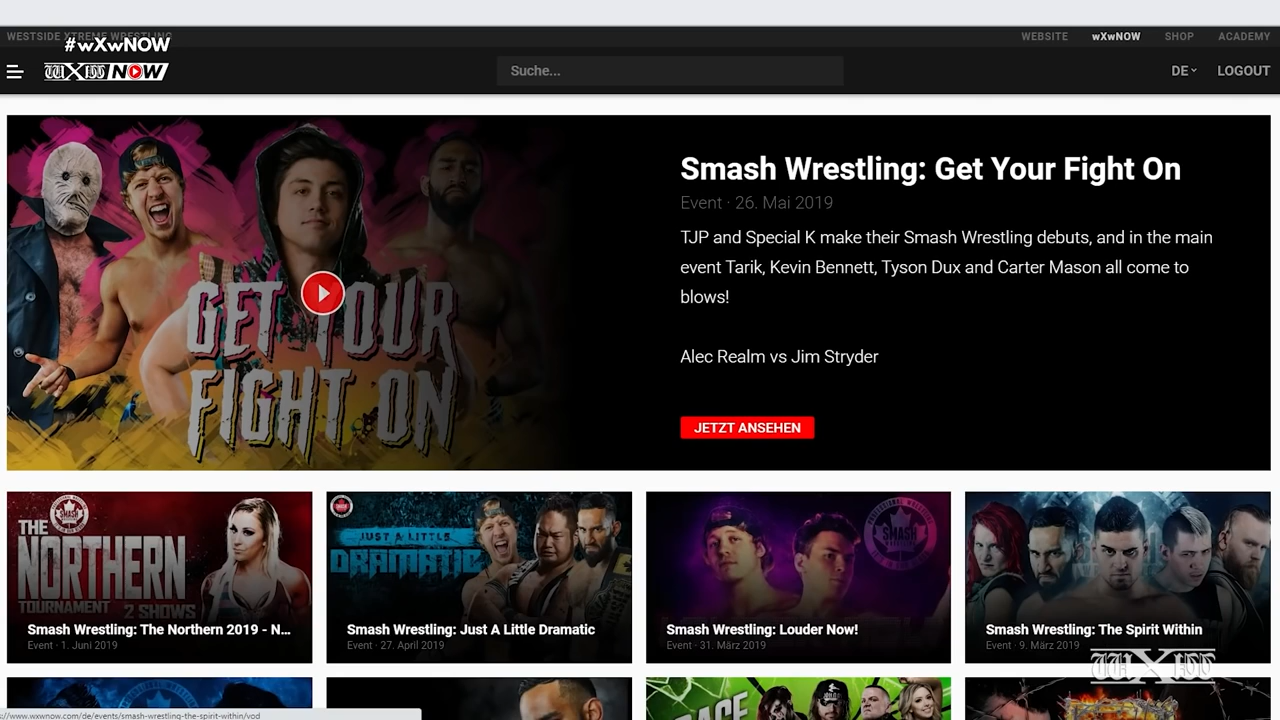 WESTSIDE XTREME WRESTLING
#wXwNOW
WEBSITE
wXwNOW
SHOP
ACADEMY
wXw NOW
Suche...
DE
LOGOUT
GET YOUR
FIGHT ON
Smash Wrestling: Get Your Fight On
Event · 26. Mai 2019
TJP and Special K make their Smash Wrestling debuts, and in the main
event Tarik, Kevin Bennett, Tyson Dux and Carter Mason all come to
blows!
Alec Realm vs Jim Stryder
JETZT ANSEHEN
THE
NORTHERN
TOURNAMENT 2 SHOWS
SMASH
Smash Wrestling: The Northern 2019 - N...
Event · 1. Juni 2019
JUST A LITTLE
DRAMATIC
Smash Wrestling: Just A Little Dramatic
Event · 27. April 2019
SMASH
Smash Wrestling: Louder Now!
Event · 31. März 2019
Smash Wrestling: The Spirit Within
Event · 9. März 2019
wXw
RACE
s://www.wxwnow.com/de/events/smash-wrestling-the-spirit-within/vod